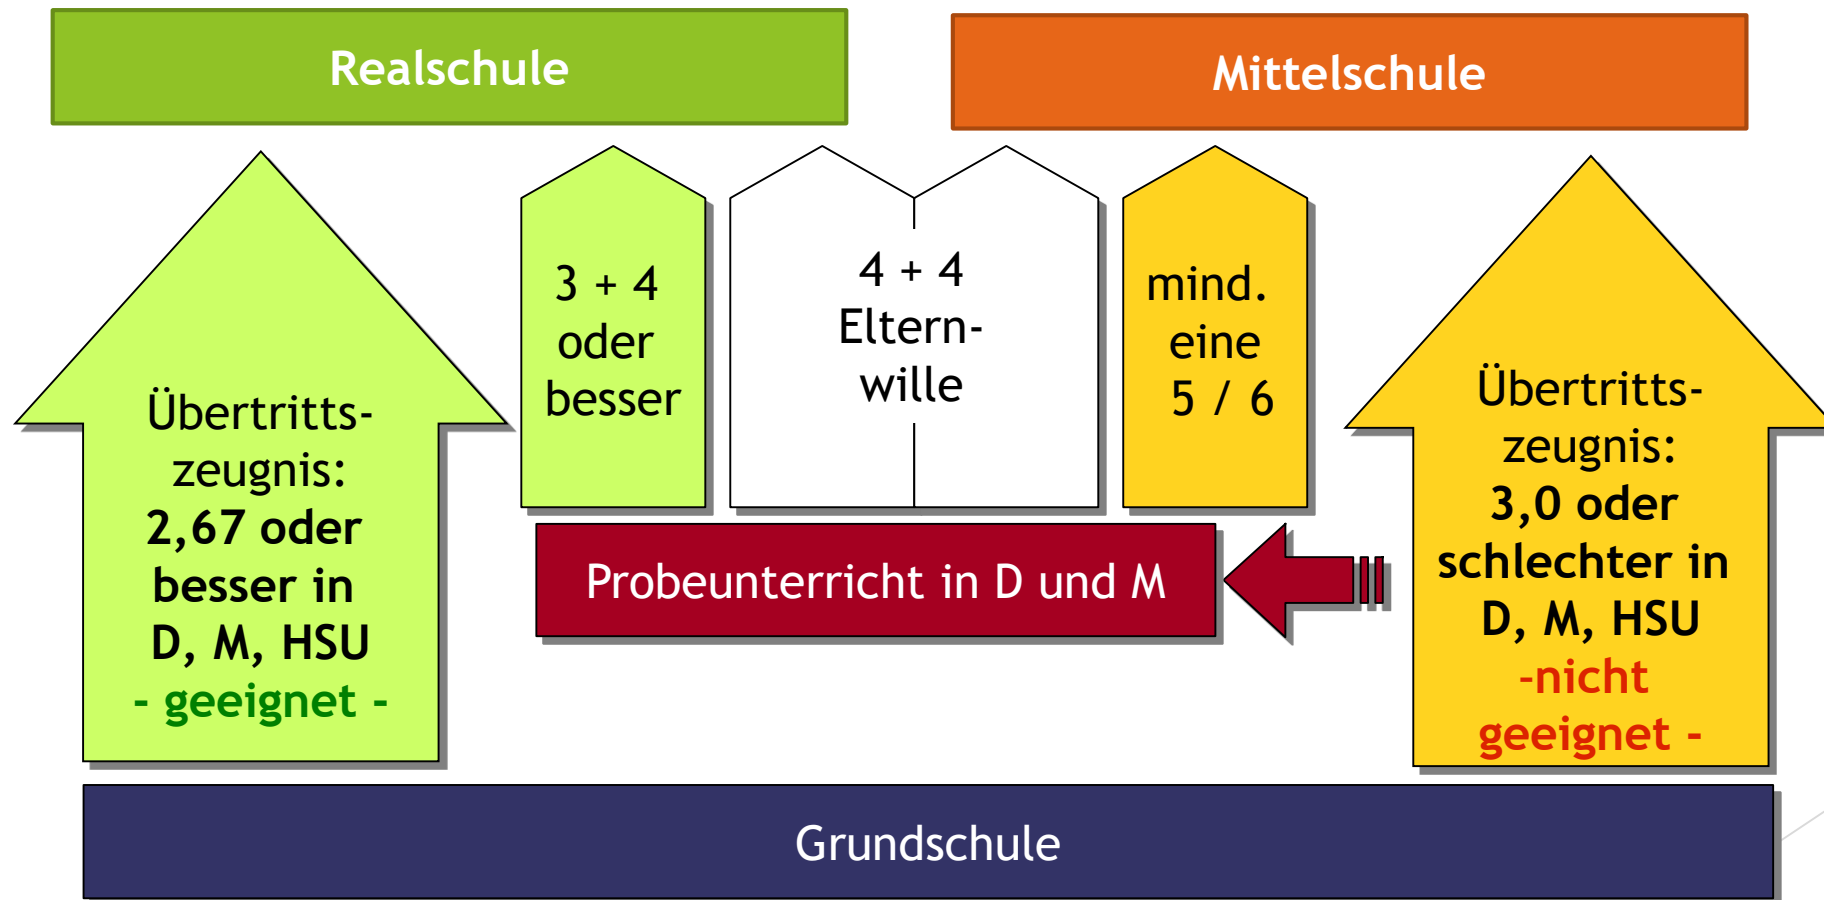 Realschule
Mittelschule
Übertritts-
zeugnis:
2,67 oder
besser in
D, M, HSU
- geeignet -
3 + 4
oder
besser
4 + 4
Eltern-
wille
mind.
eine
5 / 6
Übertritts-
zeugnis:
3,0 oder
schlechter in
D, M, HSU
-nicht
geeignet -
Probeunterricht in D und M
Grundschule